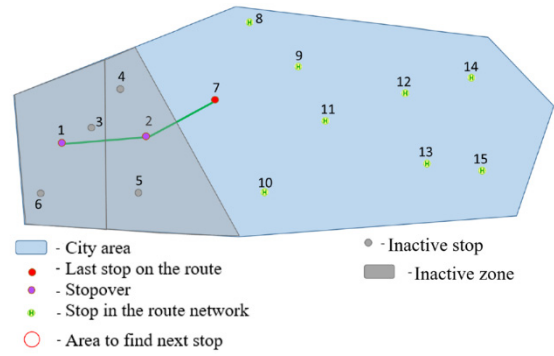 8
9
14
4
7
12
11
1
3
2
13
15
10
5
6
- City area
- Last stop on the route
- Stopover
- Stop in the route network
- Area to find next stop
- Inactive stop
- Inactive zone